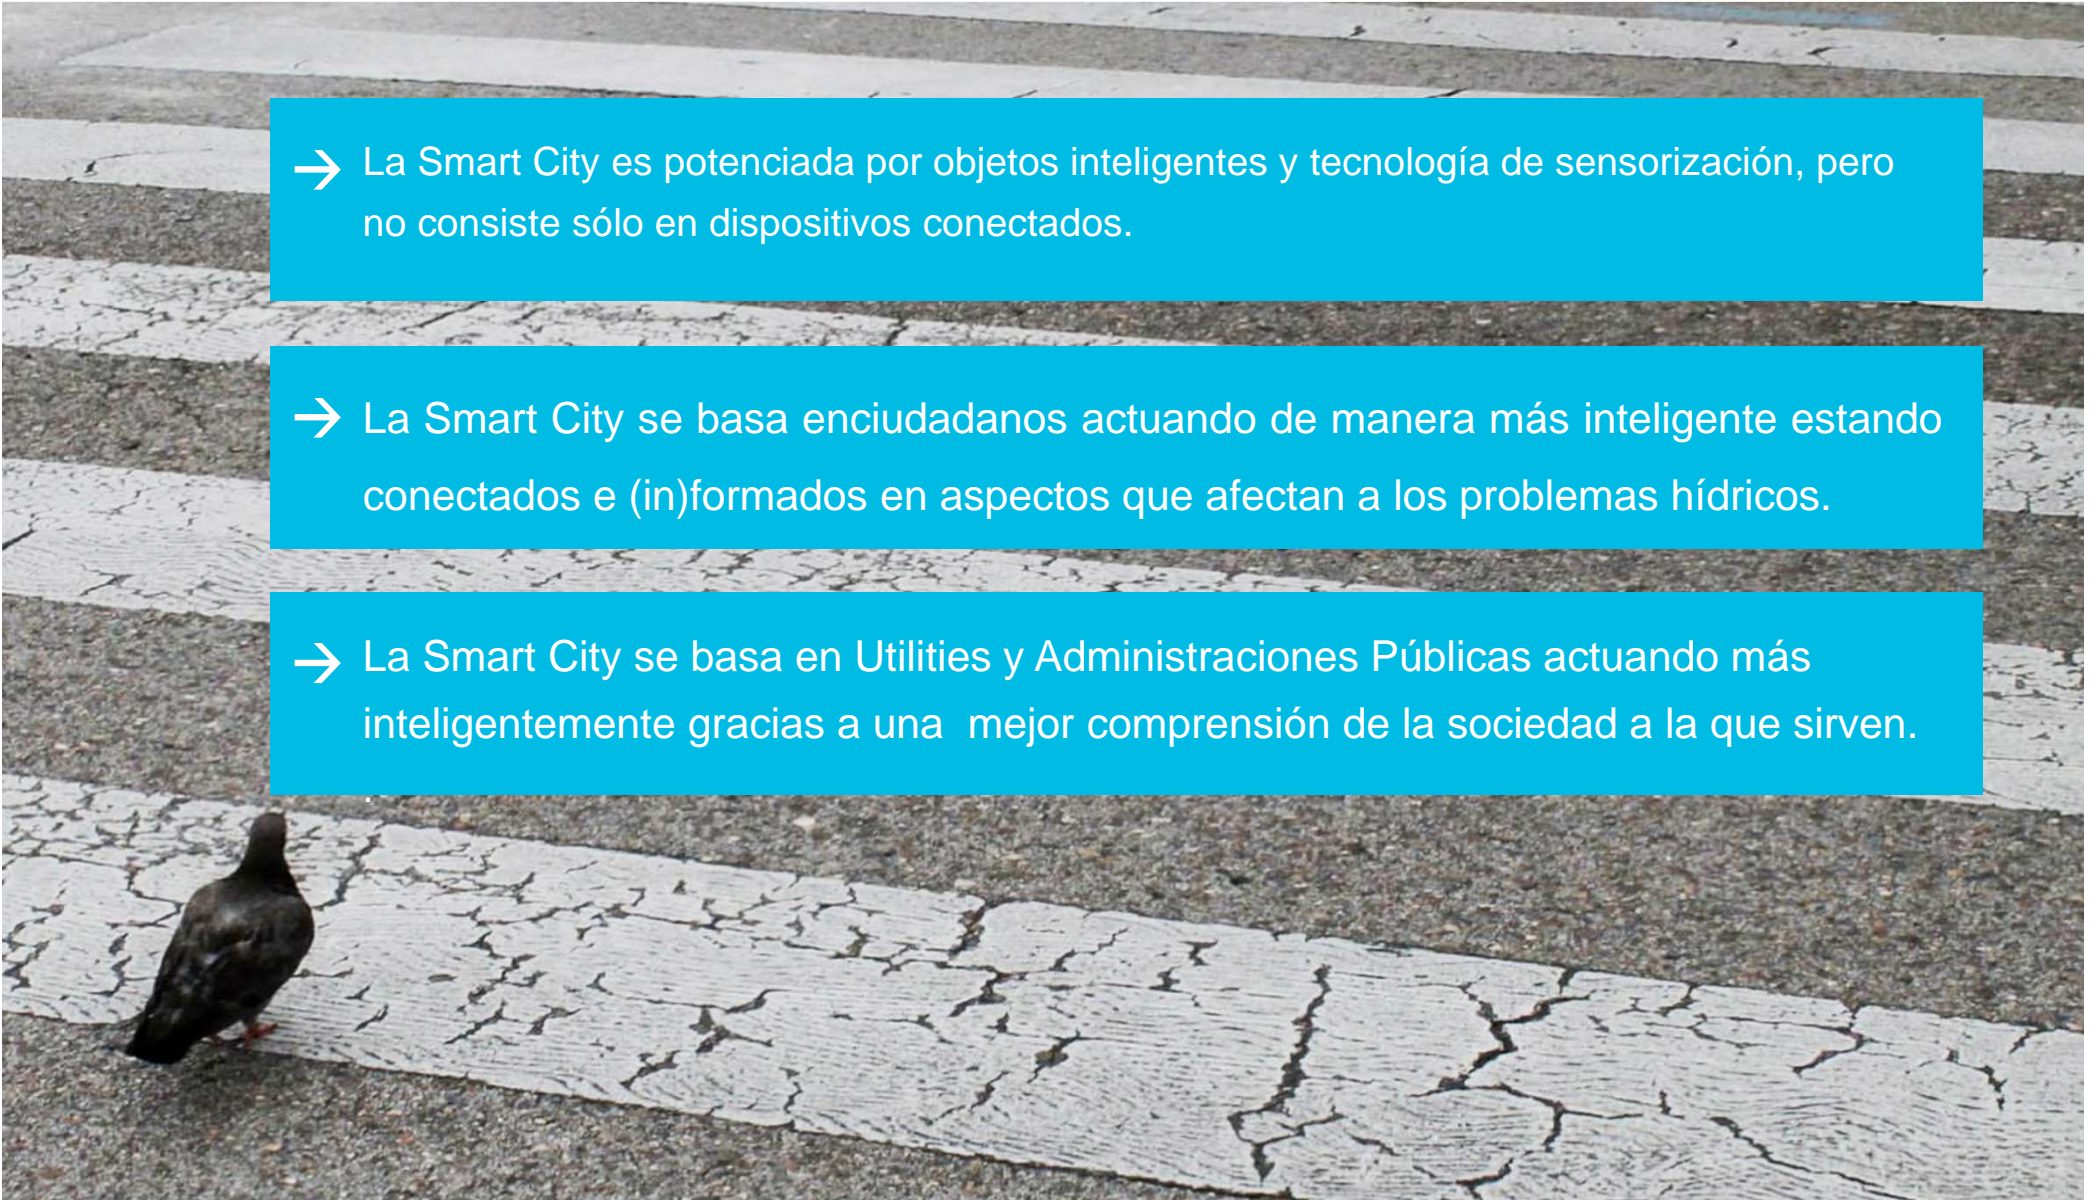 → La Smart City es potenciada por objetos inteligentes y tecnología de sensorización, pero
no consiste sólo en dispositivos conectados.
→ La Smart City se basa enciudadanos actuando de manera más inteligente estando
conectados e (in)formados en aspectos que afectan a los problemas hídricos.
→ La Smart City se basa en Utilities y Administraciones Públicas actuando más
inteligentemente gracias a una  mejor comprensión de la sociedad a la que sirven.